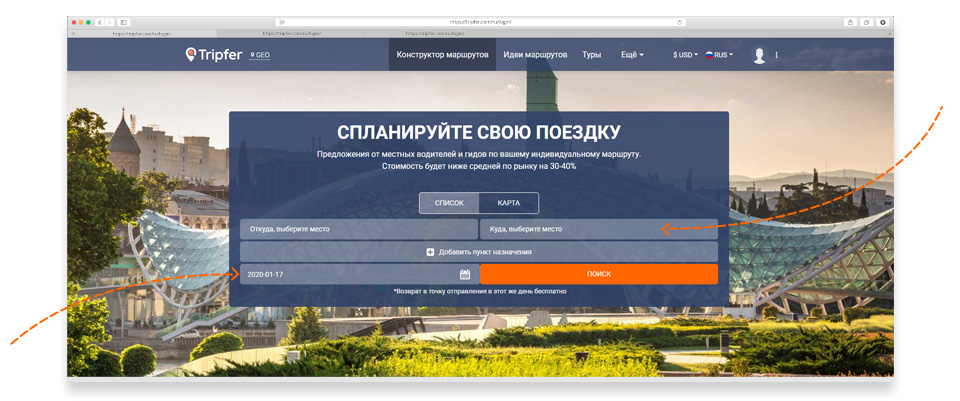 https://tripfer.com/ru/login/
https://tripfer.com/ru/login/
https://tripfer.com/ru/login/
https://tripfer.com/ru/login/
Tripfer GEO
Конструктор маршрутов Идеи маршрутов Туры Ещё $ USD RUS
СПЛАНИРУЙТЕ СВОЮ ПОЕЗДКУ
Предложения от местных водителей и гидов по вашему индивидуальному маршруту.
Стоимость будет ниже средней по рынку на 30-40%
СПИСОК КАРТА
Откуда, выберите место Куда, выберите место
Добавить пункт назначения
2020-01-17 ПОИСК
*Возврат в точку отправления в этот же день бесплатно